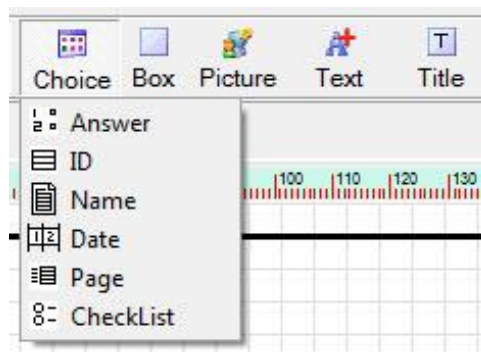 Choice Box Picture Text Title
Answer
ID
Name
Date
Page
CheckList
100 110 120 130